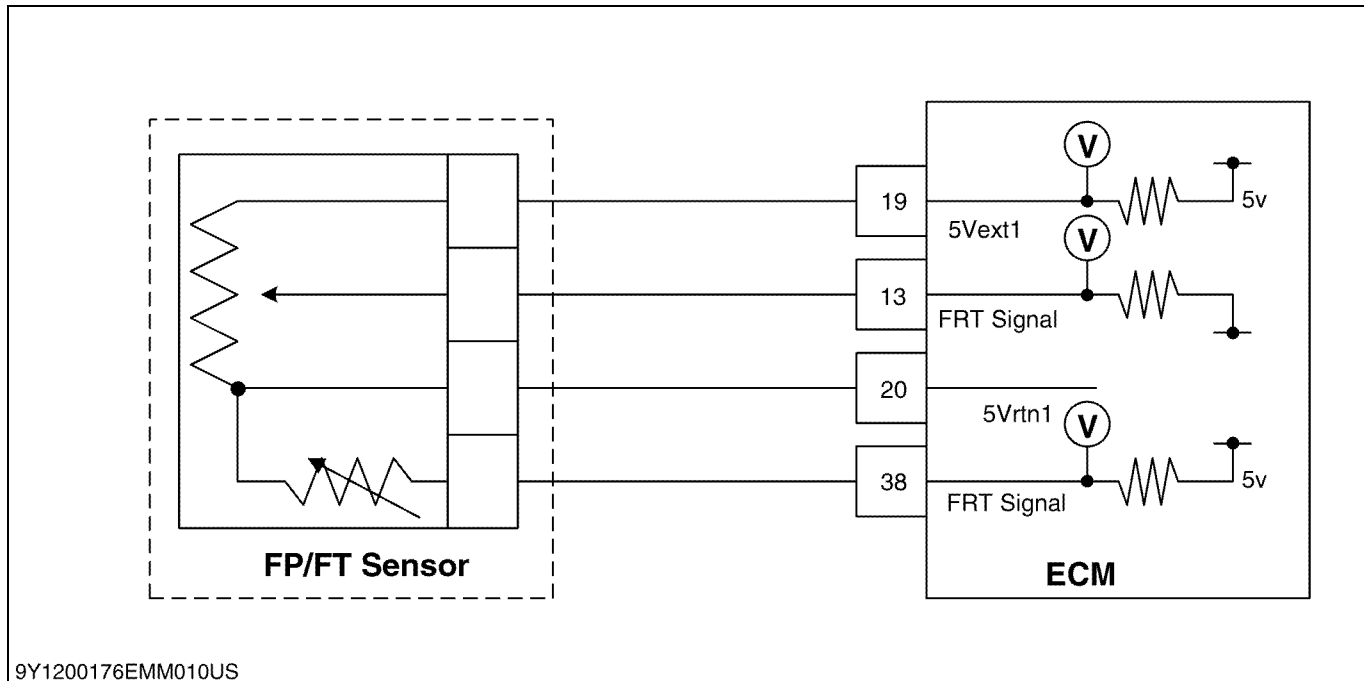 V
19
5Vext1
5v
V
13
FRT Signal
20
5Vrtn1
V
38
FRT Signal
5v
FP/FT Sensor
ECM
9Y1200176EMM010US